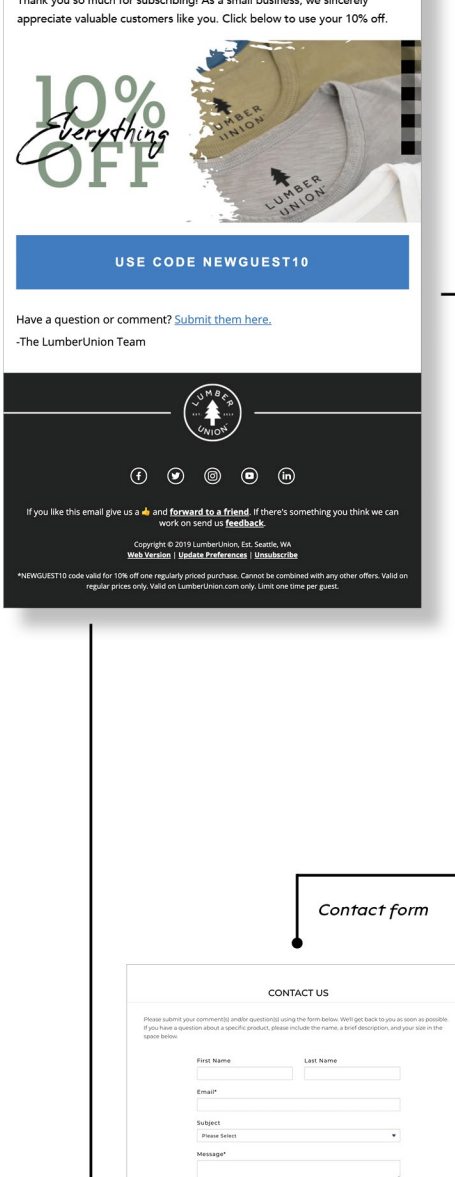 Thank you so much for subscribing! As a small business, we sincerely
appreciate valuable customers like you. Click below to use your 10% off.
10%
Everything
OFF
LUMBER
UNION
LUMBER
UNION
USE CODE NEWGUEST10
Have a question or comment? Submit them here.
-The LumberUnion Team
LUMBER
EST. 2013
UNION
If you like this email give us a 👍 and forward to a friend. If there's something you think we can
work on send us feedback.
Copyright © 2019 LumberUnion, Est. Seattle, WA
Web Version | Update Preferences | Unsubscribe
*NEWGUEST10 code valid for 10% off one regularly priced purchase. Cannot be combined with any other offers. Valid on
regular prices only. Valid on LumberUnion.com only. Limit one time per guest.
Contact form
CONTACT US
Please submit your comment(s) and/or question(s) using the form below. We'll get back to you as soon as possible.
If you have a question about a specific product, please include the name, a brief description, and your size in the
space below.
First Name Last Name
Email*
Subject
Please Select
Message*